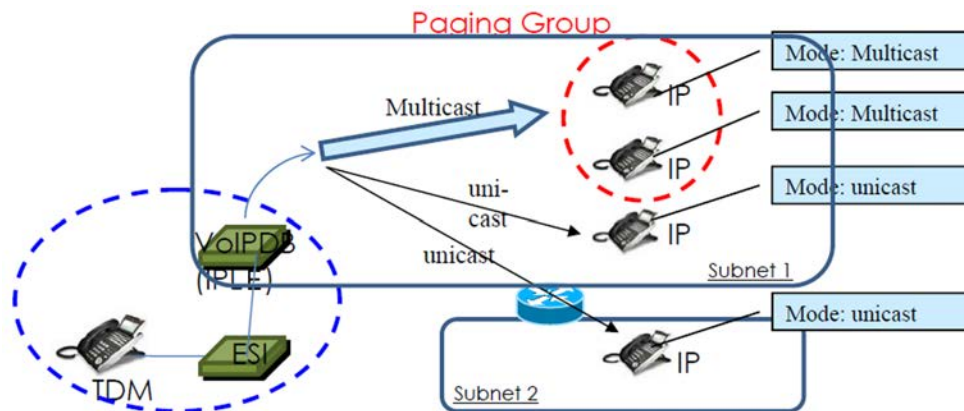 Paging Group
Mode: Multicast
IP
Multicast
Mode: Multicast
IP
Mode: unicast
uni-
cast
IP
VoIPDB
(IPLE)
unicast
Subnet 1
Mode: unicast
ESI
IP
TDM
Subnet 2